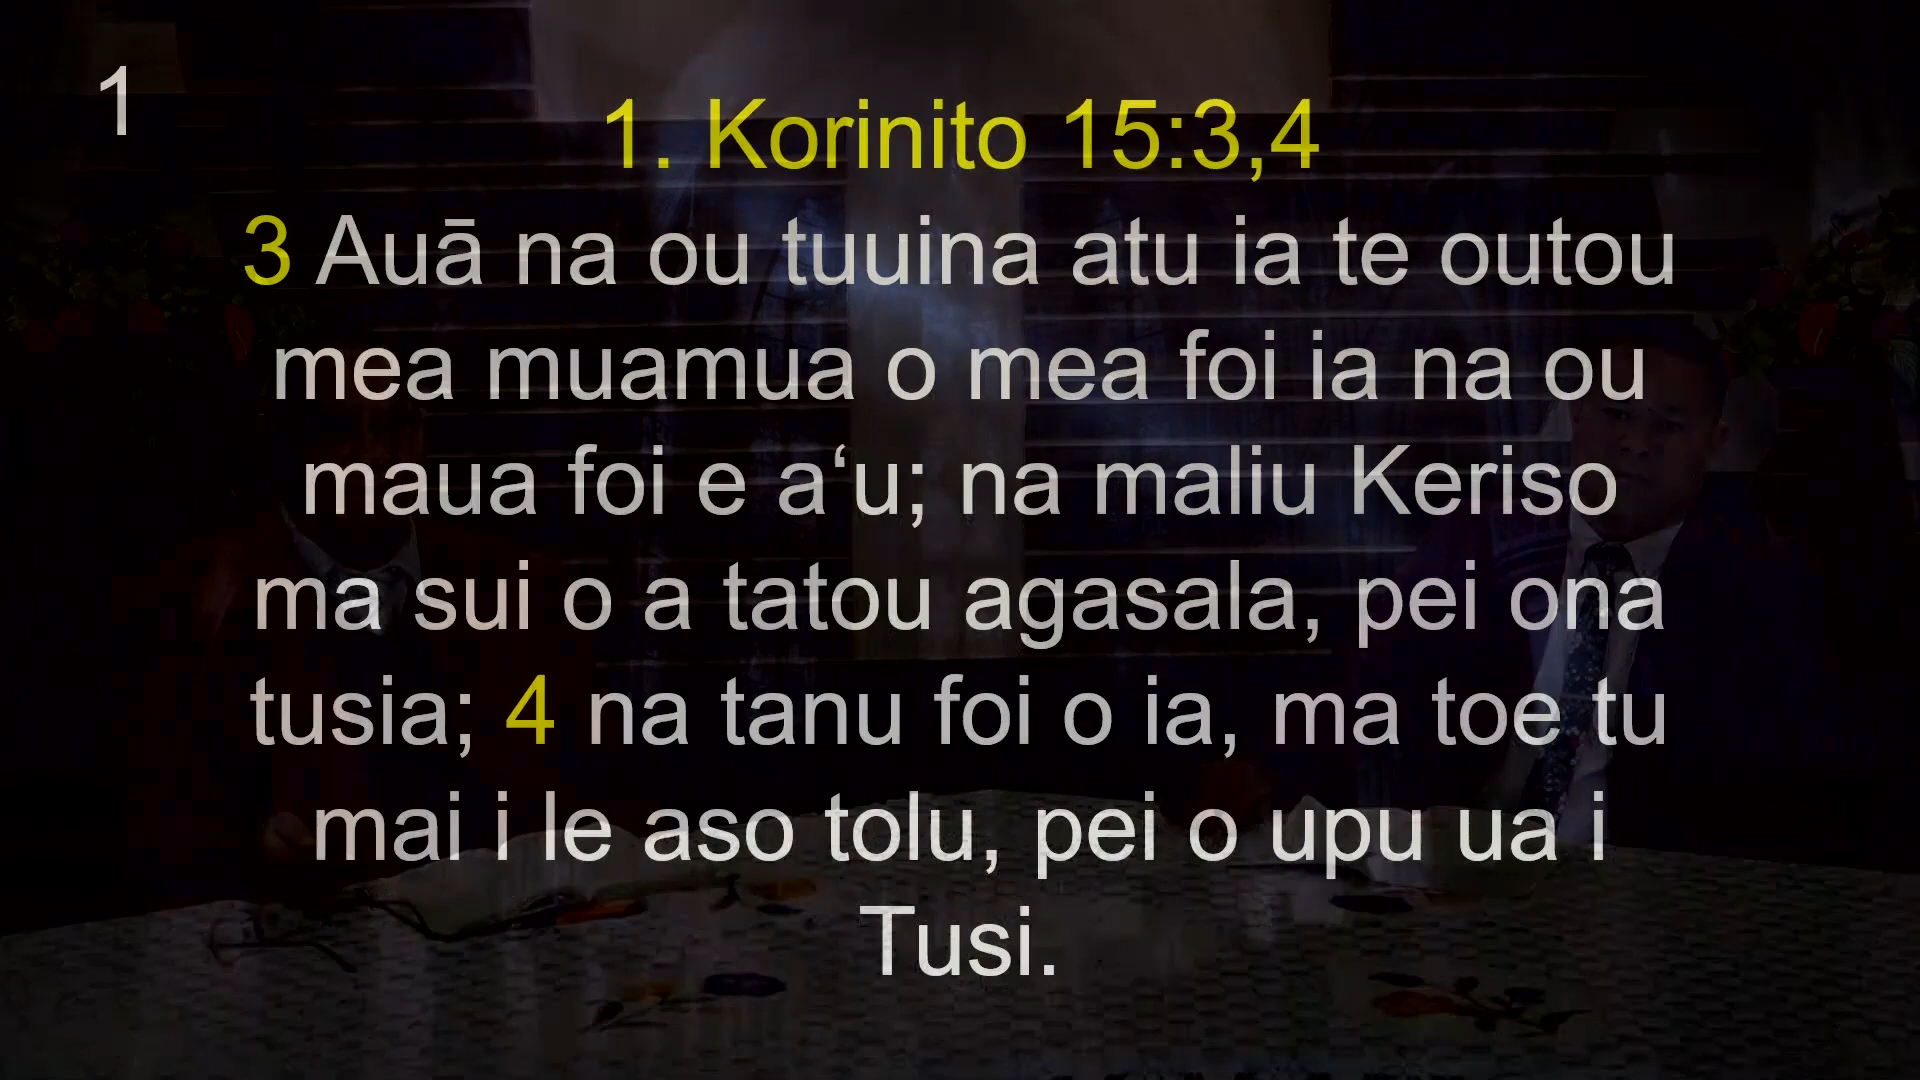 1
1. Korinito 15:3,4
3 Auā na ou tuuina atu ia te outou
mea muamua o mea foi ia na ou
maua foi e a‘u; na maliu Keriso
ma sui o a tatou agasala, pei ona
tusia; 4 na tanu foi o ia, ma toe tu
mai i le aso tolu, pei o upu ua i
Tusi.